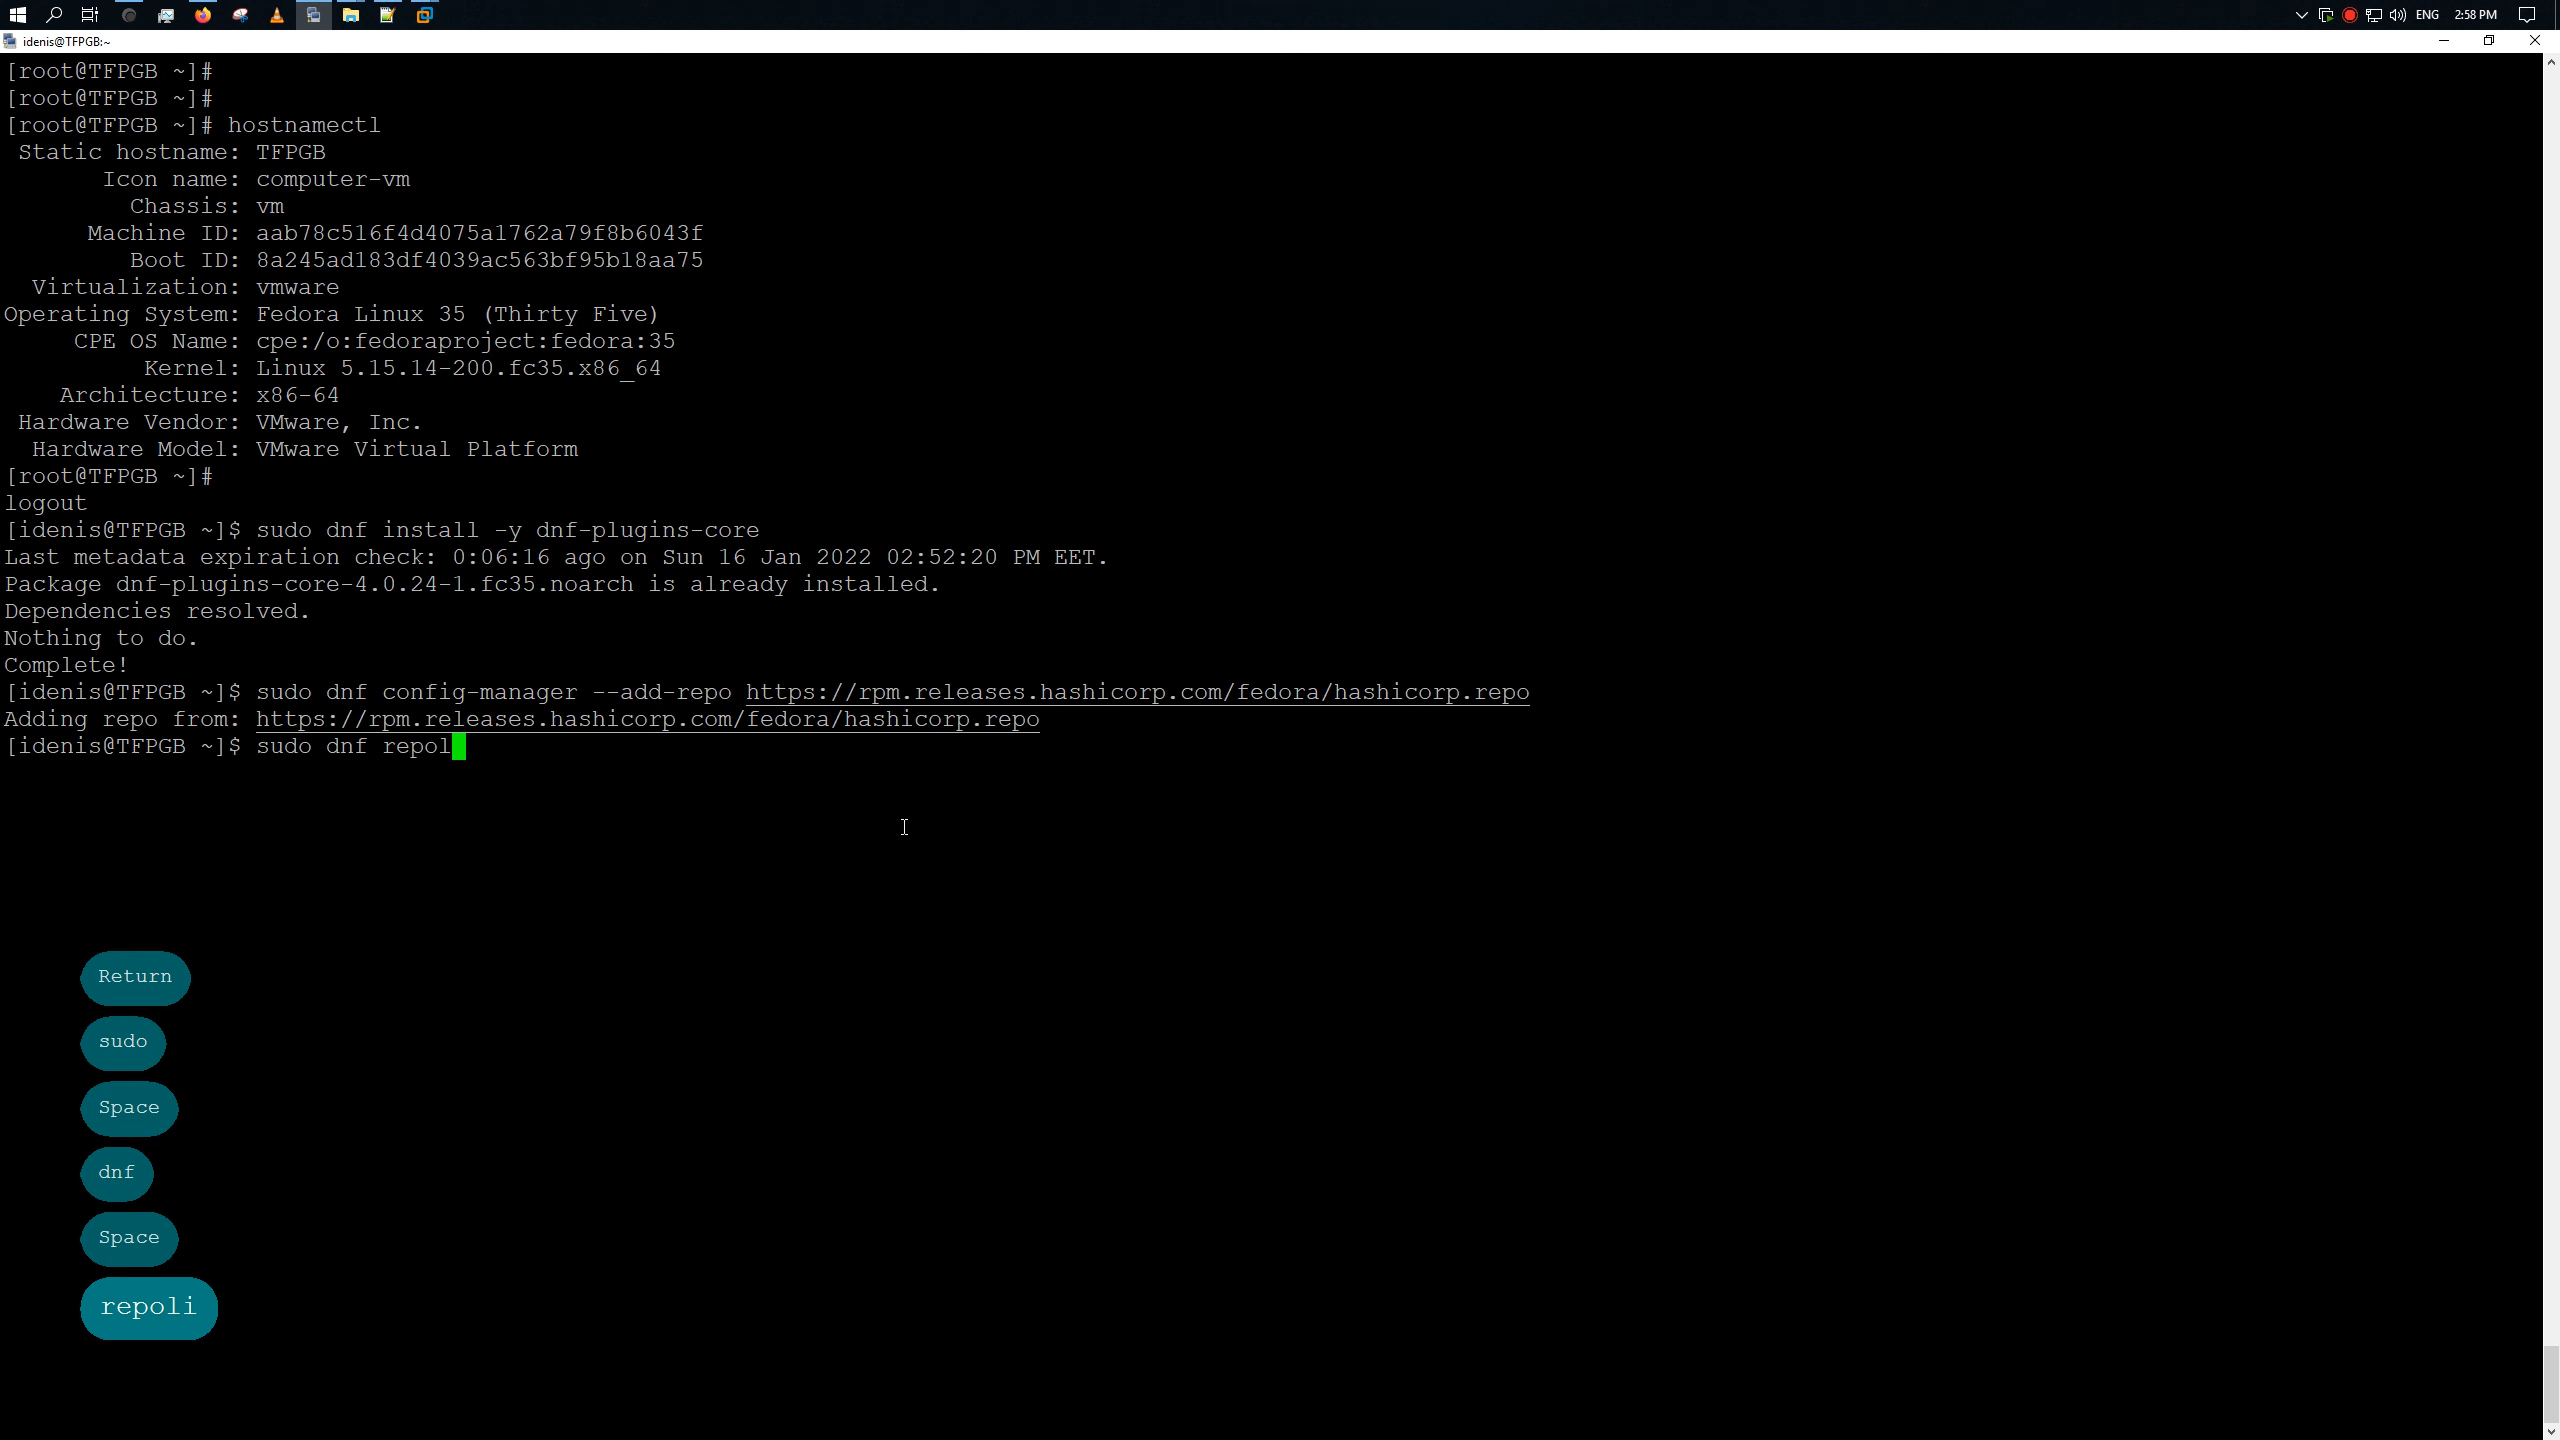 ENG 2:58 PM
idenis@TFPGB:~
[root@TFPGB ~]#
[root@TFPGB ~]#
[root@TFPGB ~]# hostnamectl
Static hostname: TFPGB
Icon name: computer-vm
Chassis: vm
Machine ID: aab78c516f4d4075a1762a79f8b6043f
Boot ID: 8a245ad183df4039ac563bf95b18aa75
Virtualization: vmware
Operating System: Fedora Linux 35 (Thirty Five)
CPE OS Name: cpe:/o:fedoraproject:fedora:35
Kernel: Linux 5.15.14-200.fc35.x86_64
Architecture: x86-64
Hardware Vendor: VMware, Inc.
Hardware Model: VMware Virtual Platform
[root@TFPGB ~]#
logout
[idenis@TFPGB ~]$ sudo dnf install -y dnf-plugins-core
Last metadata expiration check: 0:06:16 ago on Sun 16 Jan 2022 02:52:20 PM EET.
Package dnf-plugins-core-4.0.24-1.fc35.noarch is already installed.
Dependencies resolved.
Nothing to do.
Complete!
[idenis@TFPGB ~]$ sudo dnf config-manager --add-repo https://rpm.releases.hashicorp.com/fedora/hashicorp.repo
Adding repo from: https://rpm.releases.hashicorp.com/fedora/hashicorp.repo
[idenis@TFPGB ~]$ sudo dnf repol
Return
sudo
Space
dnf
Space
repoli